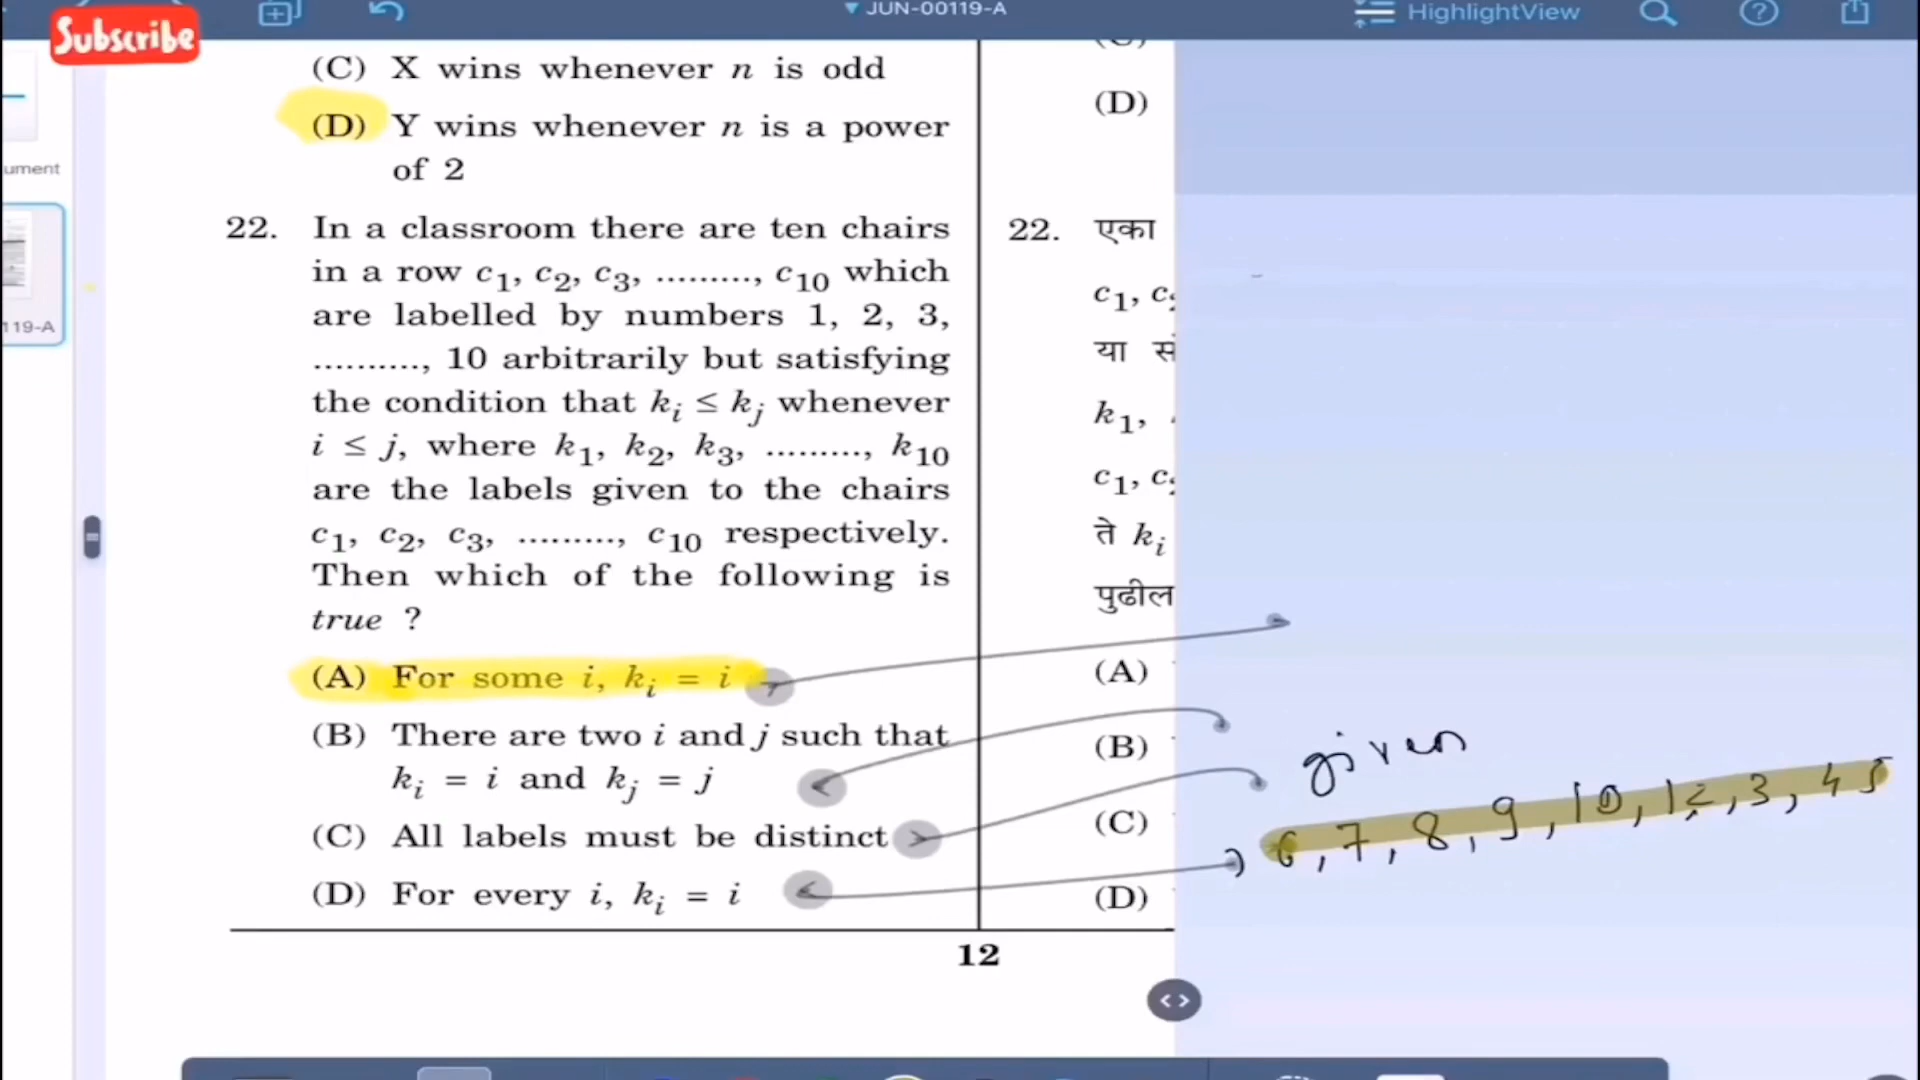 JUN-00119-A
HighlightView
Subscribe
(C) X wins whenever n is odd
(D) Y wins whenever n is a power
of 2
22. In a classroom there are ten chairs
in a row c1, c2, c3, ........., c10 which
are labelled by numbers 1, 2, 3,
.........., 10 arbitrarily but satisfying
the condition that ki ≤ kj whenever
i ≤ j, where k1, k2, k3, ........., k10
are the labels given to the chairs
c1, c2, c3, ........., c10 respectively.
Then which of the following is
true ?
(A) For some i, ki = i
(B) There are two i and j such that
ki = i and kj = j
(C) All labels must be distinct
(D) For every i, ki = i
12
(D)
22. एका
c1,
या
k1,
c1,
ते ki
पुढील
(A)
(B)
(C)
(D)
given
6, 7, 8, 9, 10, 1 2, 3, 4 5
ument
119-A